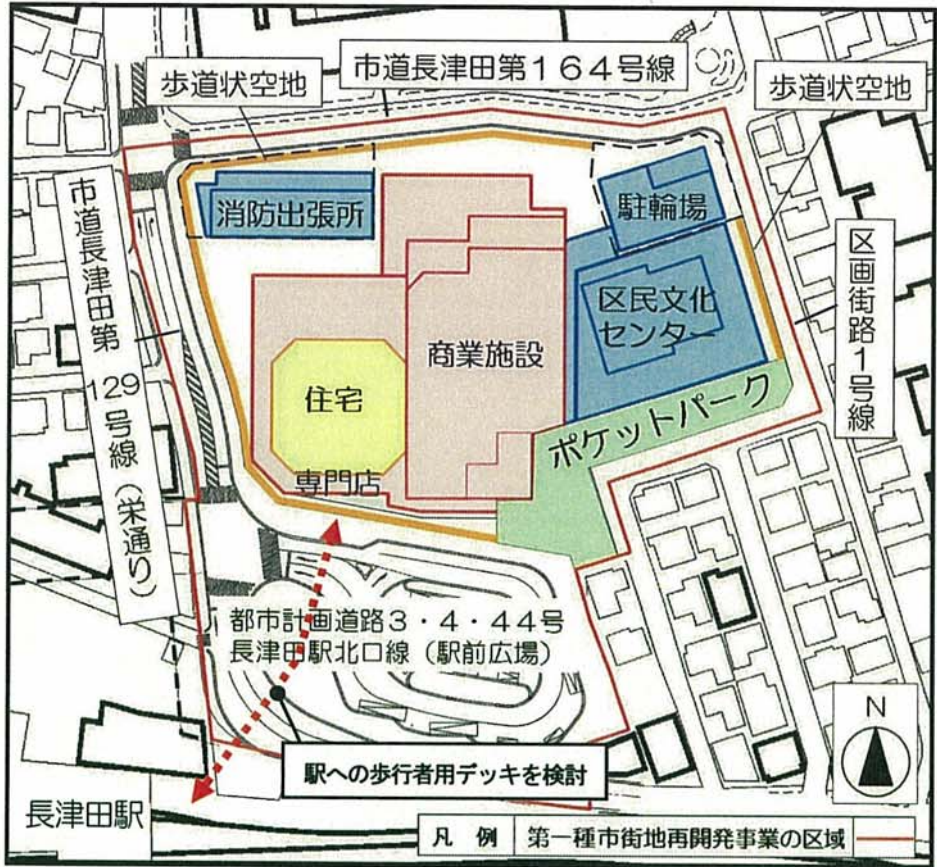 歩道状空地
市道長津田第１６４号線
歩道状空地
市道長津田第
129
号線（栄通り）
消防出張所
駐輪場
区画街路１号線
区民文化
センター
商業施設
住宅
ポケットパーク
専門店
都市計画道路３・４・４４号
長津田駅北口線（駅前広場）
N
駅への歩行者用デッキを検討
長津田駅
凡 例 第一種市街地再開発事業の区域